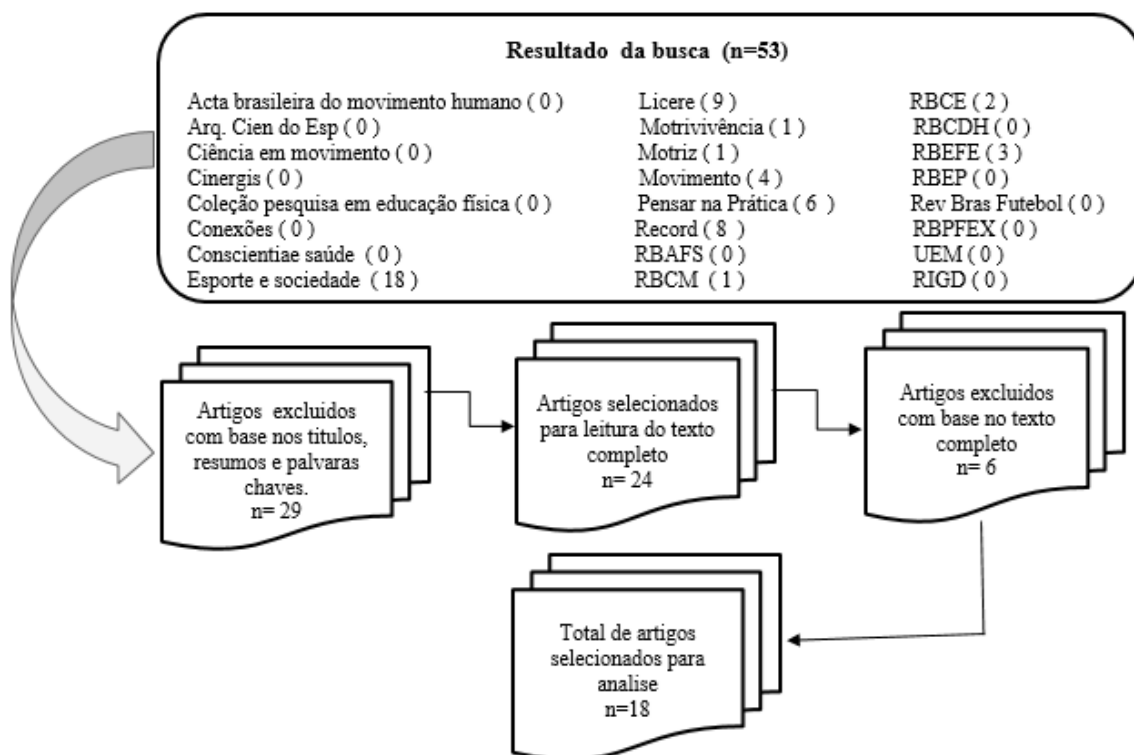 Resultado da busca (n=53)
Acta brasileira do movimento humano ( 0 )
Arq. Cien do Esp ( 0 )
Ciência em movimento ( 0 )
Cinergis ( 0 )
Coleção pesquisa em educação física ( 0 )
Conexões ( 0 )
Conscientiae saúde ( 0 )
Esporte e sociedade ( 18 )
Licere ( 9 )
Motrivivência ( 1 )
Motriz ( 1 )
Movimento ( 4 )
Pensar na Prática ( 6 )
Record ( 8 )
RBAFS ( 0 )
RBCM ( 1 )
RBCE ( 2 )
RBCDH ( 0 )
RBEFE ( 3 )
RBEP ( 0 )
Rev Bras Futebol ( 0 )
RBPFEX ( 0 )
UEM ( 0 )
RIGD ( 0 )
Artigos excluidos
com base nos titulos,
resumos e palvaras
chaves.
n= 29
Artigos selecionados
para leitura do texto
completo
n= 24
Artigos excluidos
com base no texto
completo
n= 6
Total de artigos
selecionados para
analise
n=18